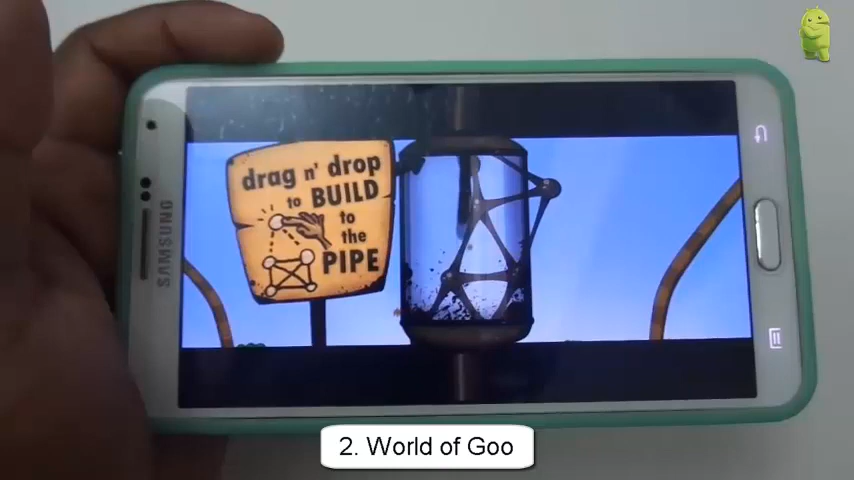 drag n' drop
to BUILD
to
the
PIPE
SAMSUNG
2. World of Goo